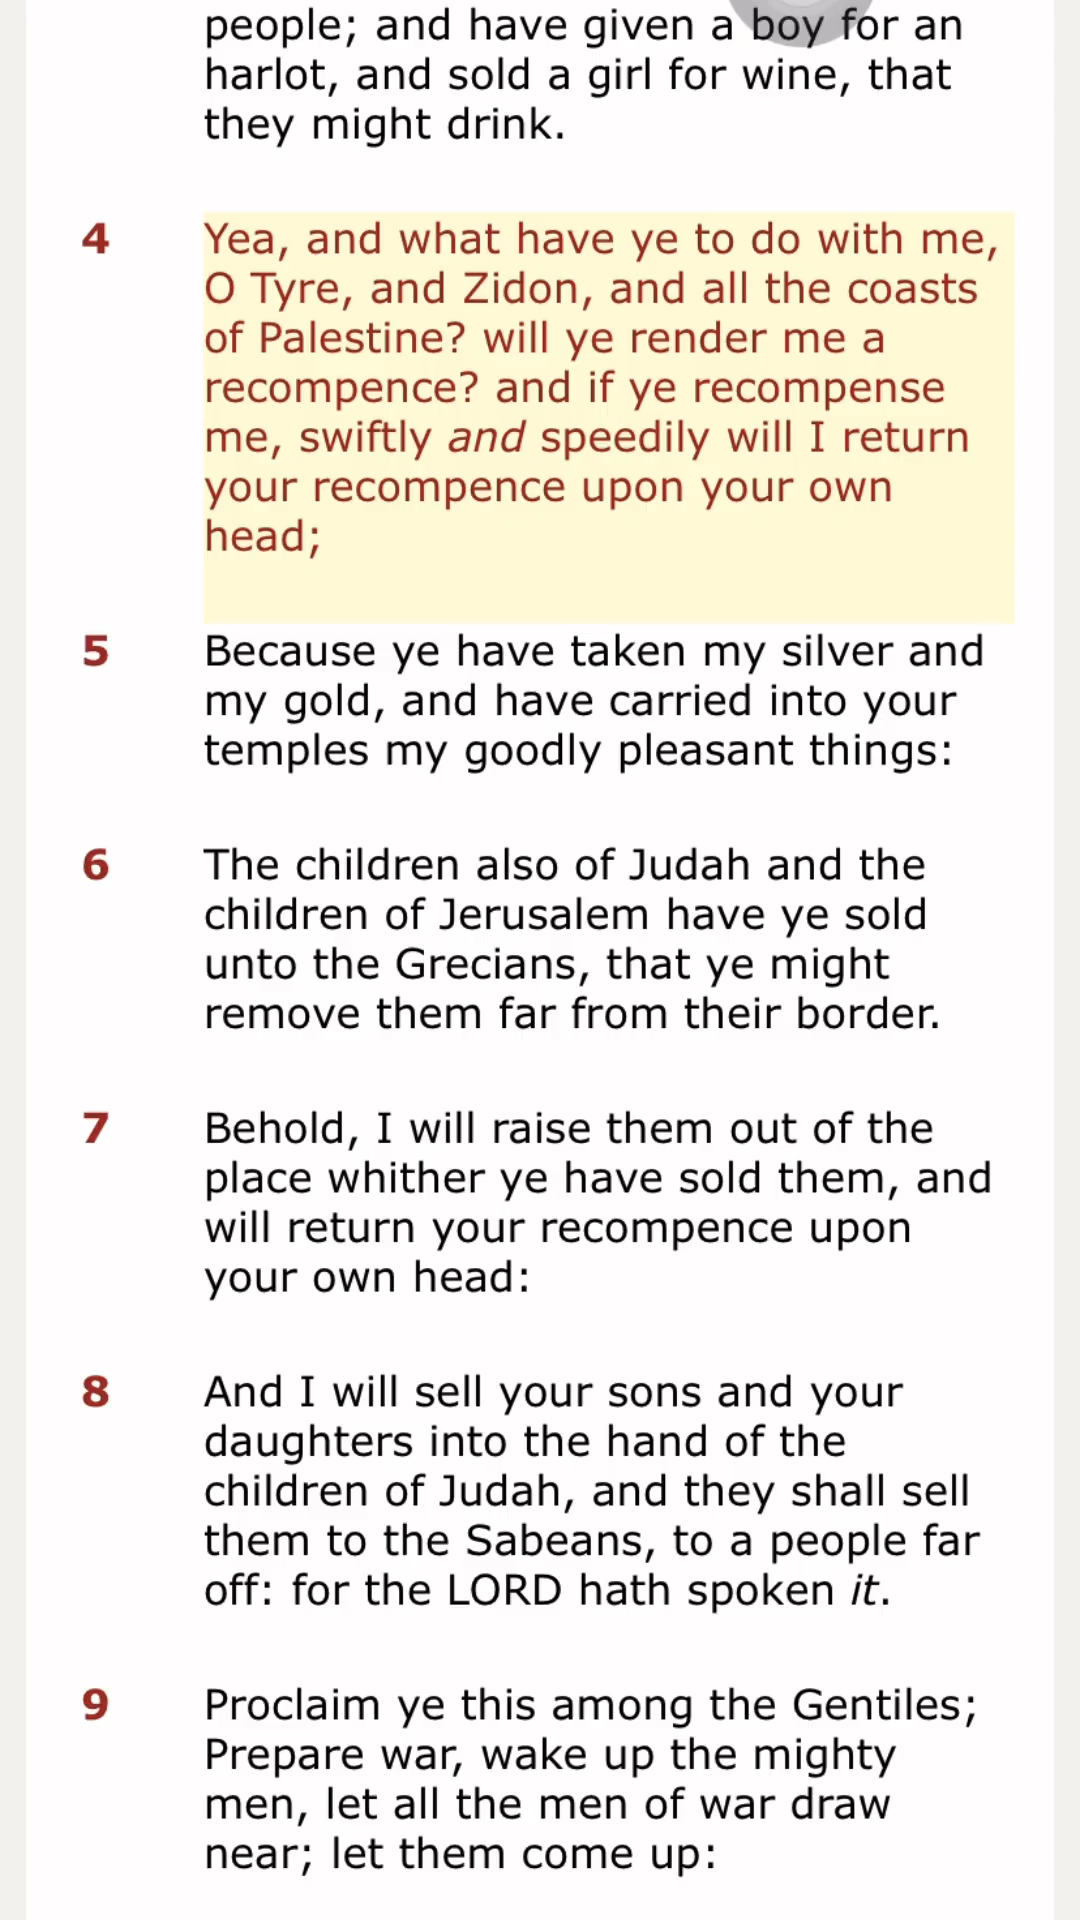 people; and have given a boy for an
harlot, and sold a girl for wine, that
they might drink.
4 Yea, and what have ye to do with me,
O Tyre, and Zidon, and all the coasts
of Palestine? will ye render me a
recompence? and if ye recompense
me, swiftly and speedily will I return
your recompence upon your own
head;
5 Because ye have taken my silver and
my gold, and have carried into your
temples my goodly pleasant things:
6 The children also of Judah and the
children of Jerusalem have ye sold
unto the Grecians, that ye might
remove them far from their border.
7 Behold, I will raise them out of the
place whither ye have sold them, and
will return your recompence upon
your own head:
8 And I will sell your sons and your
daughters into the hand of the
children of Judah, and they shall sell
them to the Sabeans, to a people far
off: for the LORD hath spoken it.
9 Proclaim ye this among the Gentiles;
Prepare war, wake up the mighty
men, let all the men of war draw
near; let them come up: